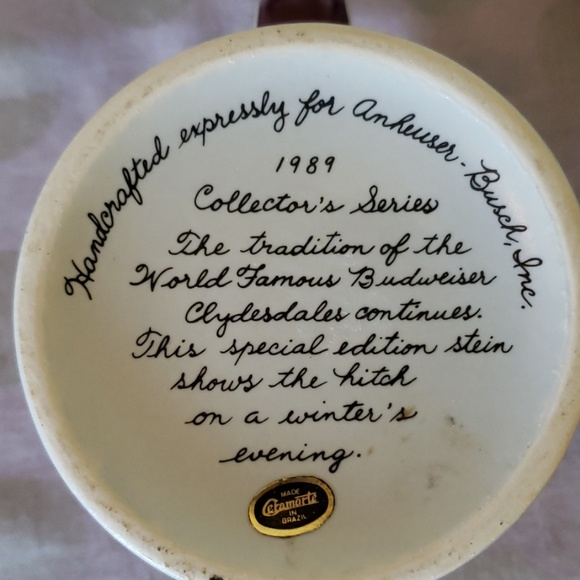 Handcrafted expressly for Anheuser-Busch, Inc.
1989
Collector's Series
The tradition of the
World Famous Budweiser
Clydesdales continues.
This special edition stein
shows the hitch
on a winter's
evening.
MADE
Ceramarte
IN
BRAZIL